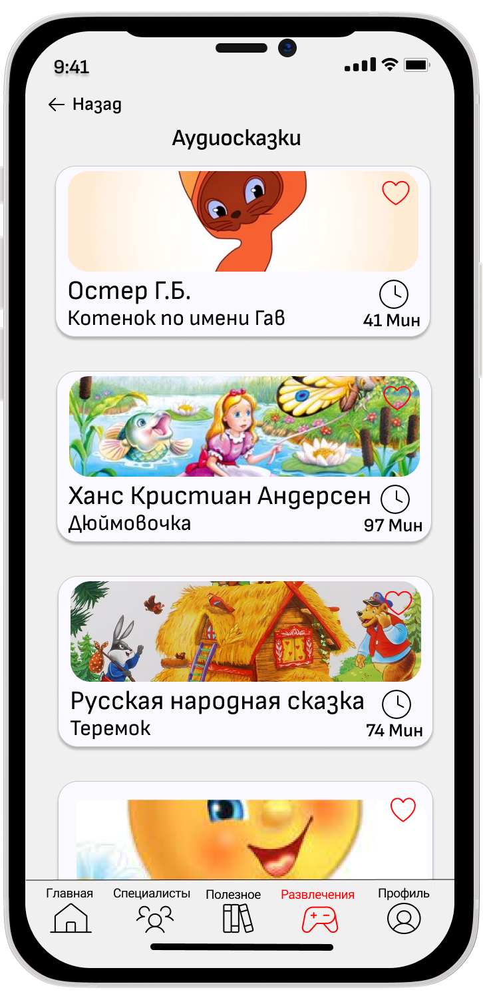 9:41
Назад
Аудиосказки
Остер Г.Б.
Котенок по имени Гав
41 Мин
Ханс Кристиан Андерсен
Дюймовочка
97 Мин
Русская народная сказка
Теремок
74 Мин
Главная Специалисты Полезное Развлечения Профиль